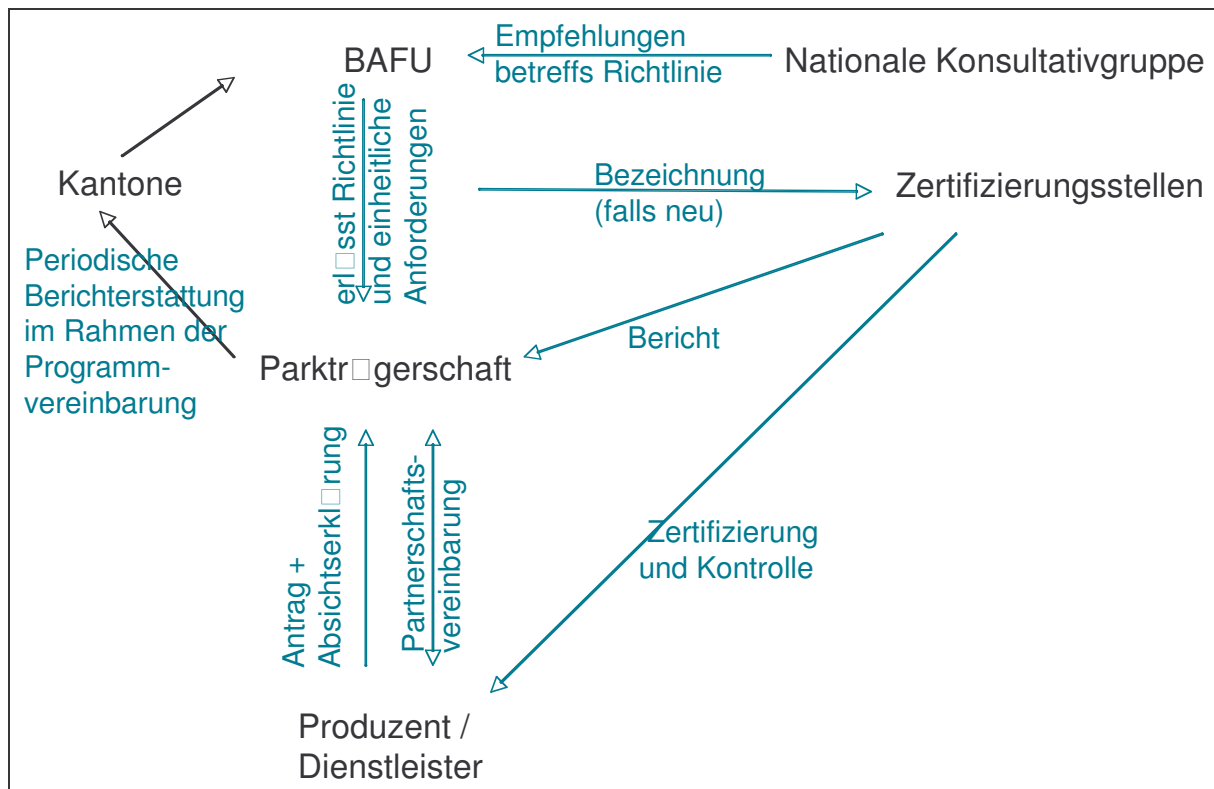 BAFU
Empfehlungen
betreffs Richtlinie
Nationale Konsultativgruppe
Kantone
erl□sst Richtlinie
und einheitliche
Anforderungen
Bezeichnung
(falls neu)
Zertifizierungsstellen
Periodische
Berichterstattung
im Rahmen der
Programm-
vereinbarung
Bericht
Parktr□gerschaft
Antrag +
Absichtserkl□rung
Partnerschafts-
vereinbarung
Zertifizierung
und Kontrolle
Produzent /
Dienstleister